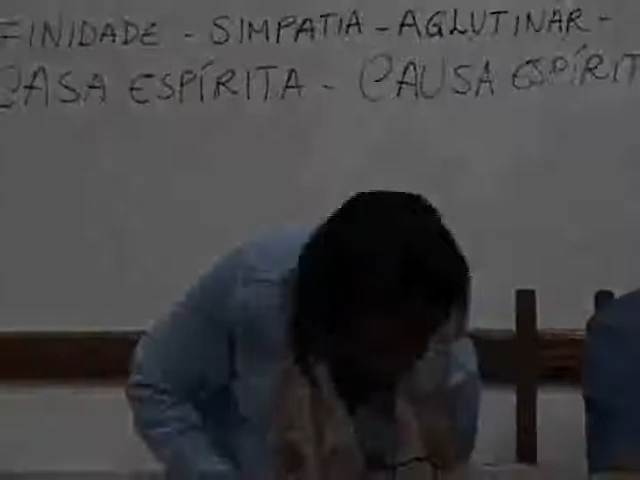 FINIDADE - SIMPATIA - AGLUTINAR -
CASA ESPÍRITA - CAUSA ESPÍRIT